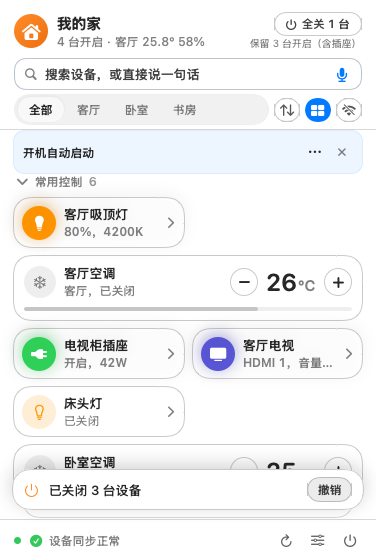 我的家
4 台开启 · 客厅 25.8° 58%
全关 1 台
保留 3 台开启（含插座）
搜索设备，或直接说一句话
全部 客厅 卧室 书房
开机自动启动
常用控制 6
客厅吸顶灯
80%，4200K
客厅空调
客厅，已关闭
26°C
电视柜插座
开启，42W
客厅电视
HDMI 1，音量...
床头灯
已关闭
卧室空调
已关闭 3 台设备
撤销
设备同步正常